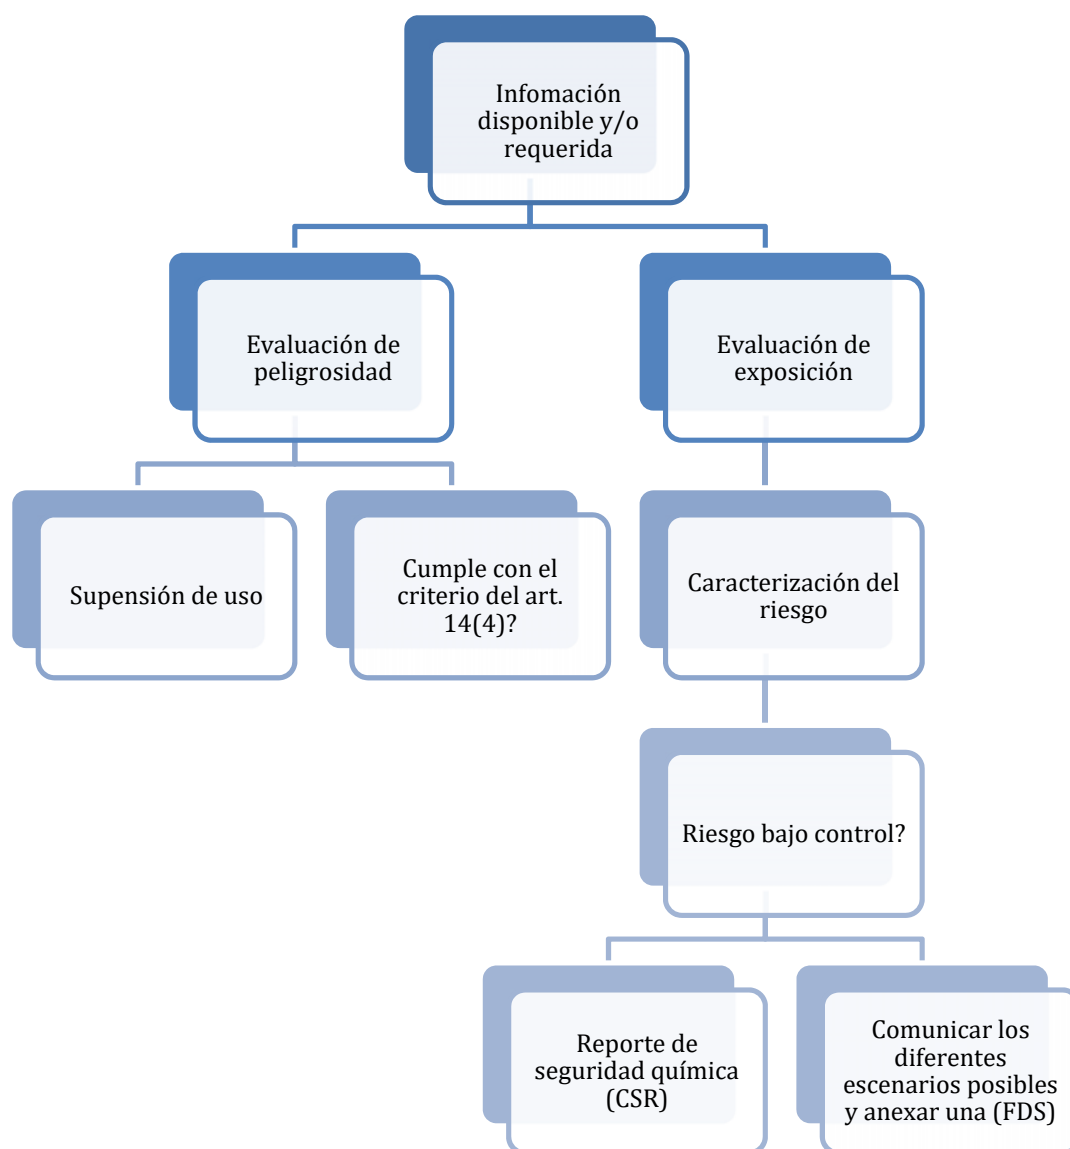 Infomación
disponible y/o
requerida
Evaluación de
peligrosidad
Evaluación de
exposición
Supensión de uso
Cumple con el
criterio del art.
14(4)?
Caracterización del
riesgo
Riesgo bajo control?
Reporte de
seguridad química
(CSR)
Comunicar los
diferentes
escenarios posibles
y anexar una (FDS)